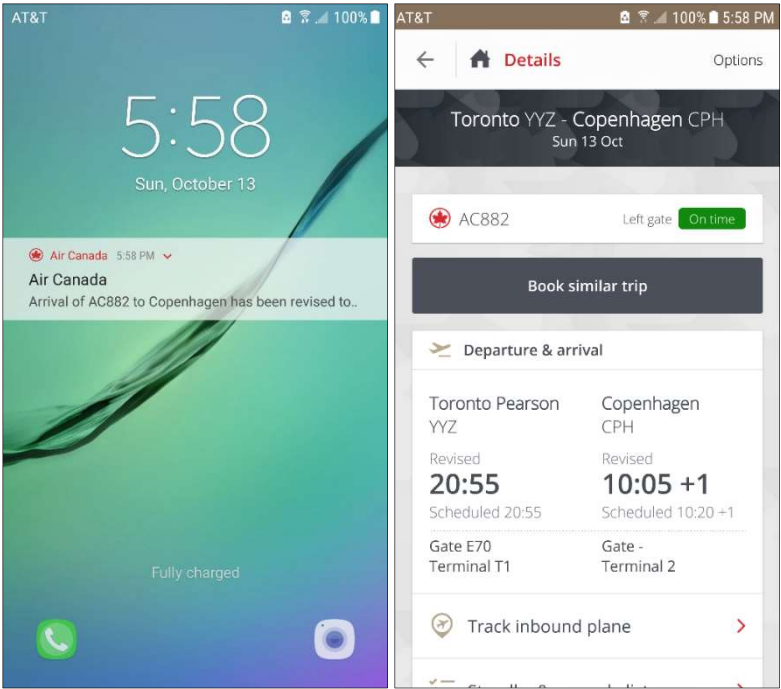 AT&T
100%
5:58
Sun, October 13
Air Canada 5:58 PM
Air Canada
Arrival of AC882 to Copenhagen has been revised to..
Fully charged
AT&T 100% 5:58 PM
Details Options
Toronto YYZ - Copenhagen CPH
Sun 13 Oct
AC882 Left gate On time
Book similar trip
Departure & arrival
Toronto Pearson Copenhagen
YYZ CPH
Revised Revised
20:55 10:05 +1
Scheduled 20:55 Scheduled 10:20 +1
Gate E70 Gate -
Terminal T1 Terminal 2
Track inbound plane